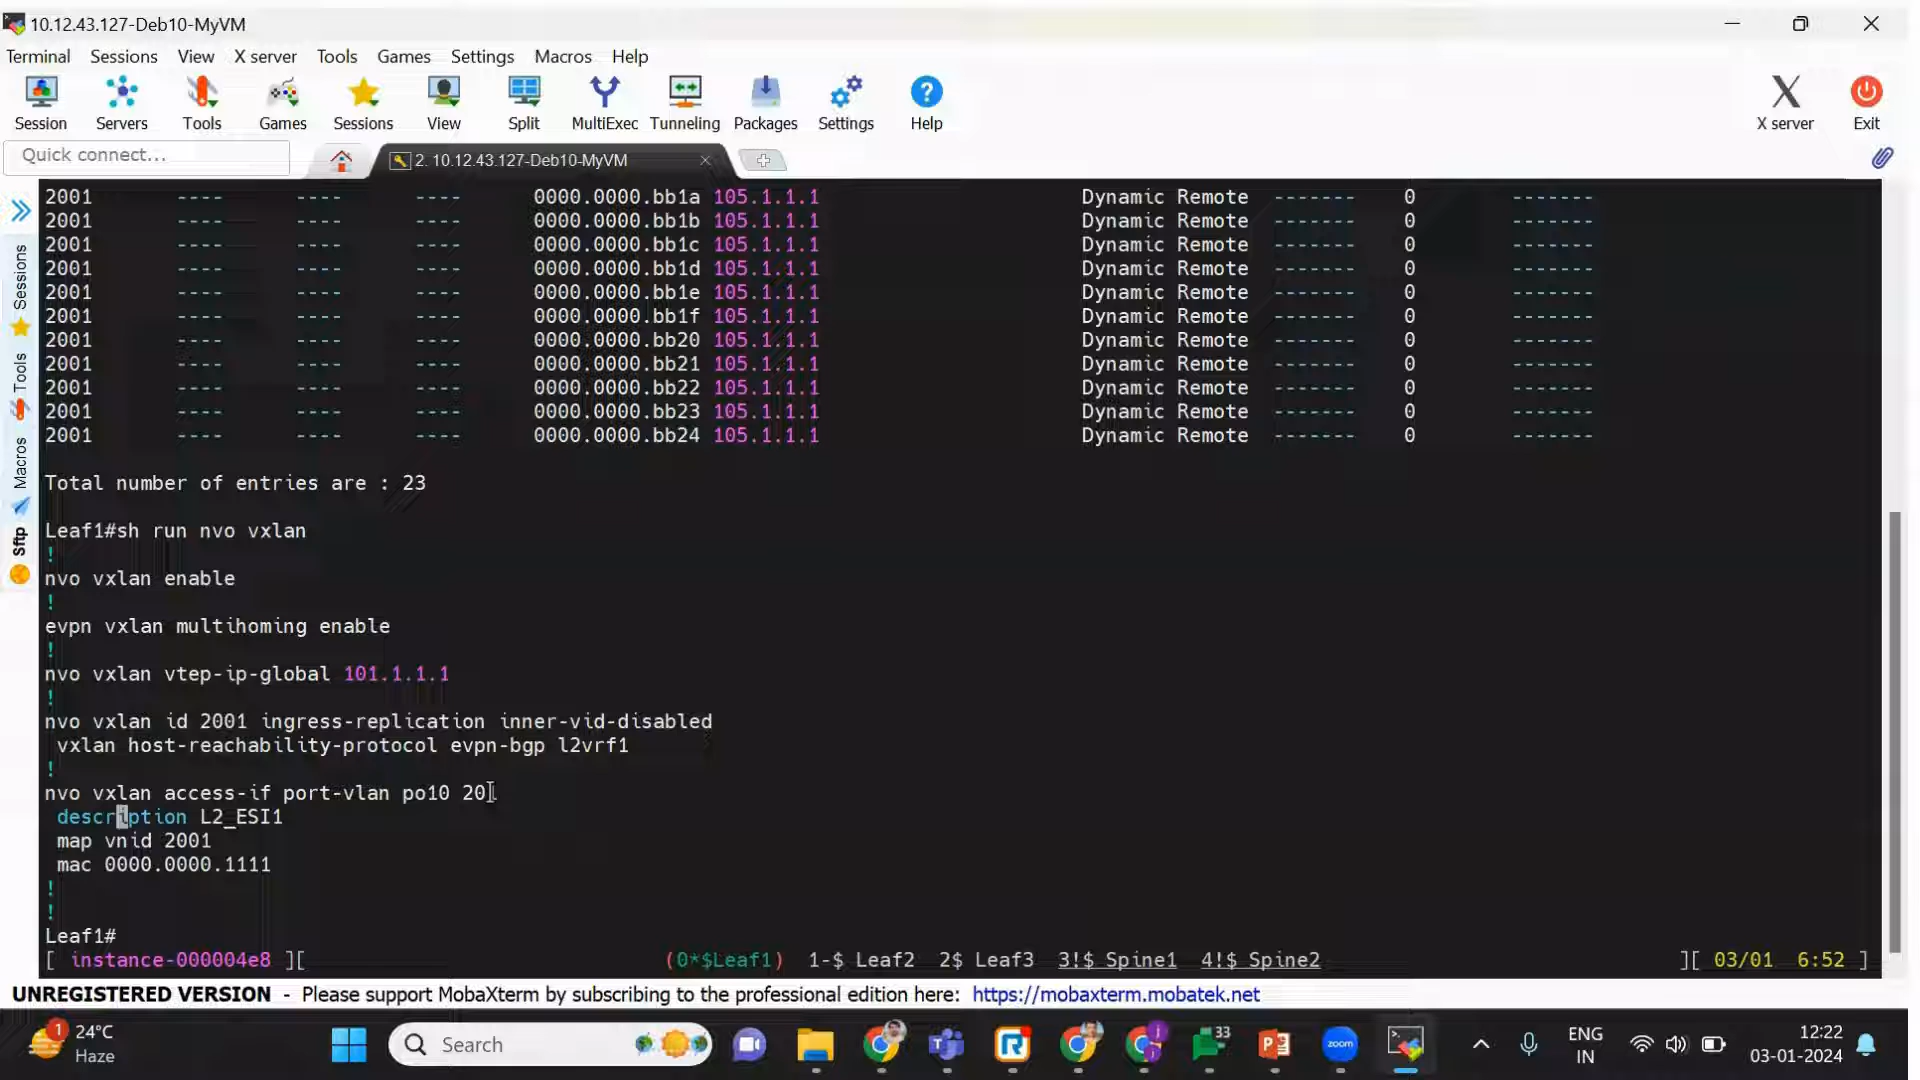 10.12.43.127-Deb10-MyVM
Terminal Sessions View X server Tools Games Settings Macros Help
Session Servers Tools Games Sessions View Split MultiExec Tunneling Packages Settings Help X server Exit
Quick connect...
2. 10.12.43.127-Deb10-MyVM
Sessions
Tools
Macros
Sftp
2001 ---- ---- ---- 0000.0000.bb1a 105.1.1.1 Dynamic Remote ------- 0 -------
2001 ---- ---- ---- 0000.0000.bb1b 105.1.1.1 Dynamic Remote ------- 0 -------
2001 ---- ---- ---- 0000.0000.bb1c 105.1.1.1 Dynamic Remote ------- 0 -------
2001 ---- ---- ---- 0000.0000.bb1d 105.1.1.1 Dynamic Remote ------- 0 -------
2001 ---- ---- ---- 0000.0000.bb1e 105.1.1.1 Dynamic Remote ------- 0 -------
2001 ---- ---- ---- 0000.0000.bb1f 105.1.1.1 Dynamic Remote ------- 0 -------
2001 ---- ---- ---- 0000.0000.bb20 105.1.1.1 Dynamic Remote ------- 0 -------
2001 ---- ---- ---- 0000.0000.bb21 105.1.1.1 Dynamic Remote ------- 0 -------
2001 ---- ---- ---- 0000.0000.bb22 105.1.1.1 Dynamic Remote ------- 0 -------
2001 ---- ---- ---- 0000.0000.bb23 105.1.1.1 Dynamic Remote ------- 0 -------
2001 ---- ---- ---- 0000.0000.bb24 105.1.1.1 Dynamic Remote ------- 0 -------
Total number of entries are : 23
Leaf1#sh run nvo vxlan
!
nvo vxlan enable
!
evpn vxlan multihoming enable
!
nvo vxlan vtep-ip-global 101.1.1.1
!
nvo vxlan id 2001 ingress-replication inner-vid-disabled
vxlan host-reachability-protocol evpn-bgp l2vrf1
!
nvo vxlan access-if port-vlan po10 20
description L2_ESI1
map vnid 2001
mac 0000.0000.1111
!
!
Leaf1#
[ instance-000004e8 ][ (0*$Leaf1) 1-$ Leaf2 2$ Leaf3 3!$ Spine1 4!$ Spine2 ][ 03/01 6:52 ]
UNREGISTERED VERSION - Please support MobaXterm by subscribing to the professional edition here: https://mobaxterm.mobatek.net
1
24°C
Haze
Search
33
zoom
ENG
IN
12:22
03-01-2024